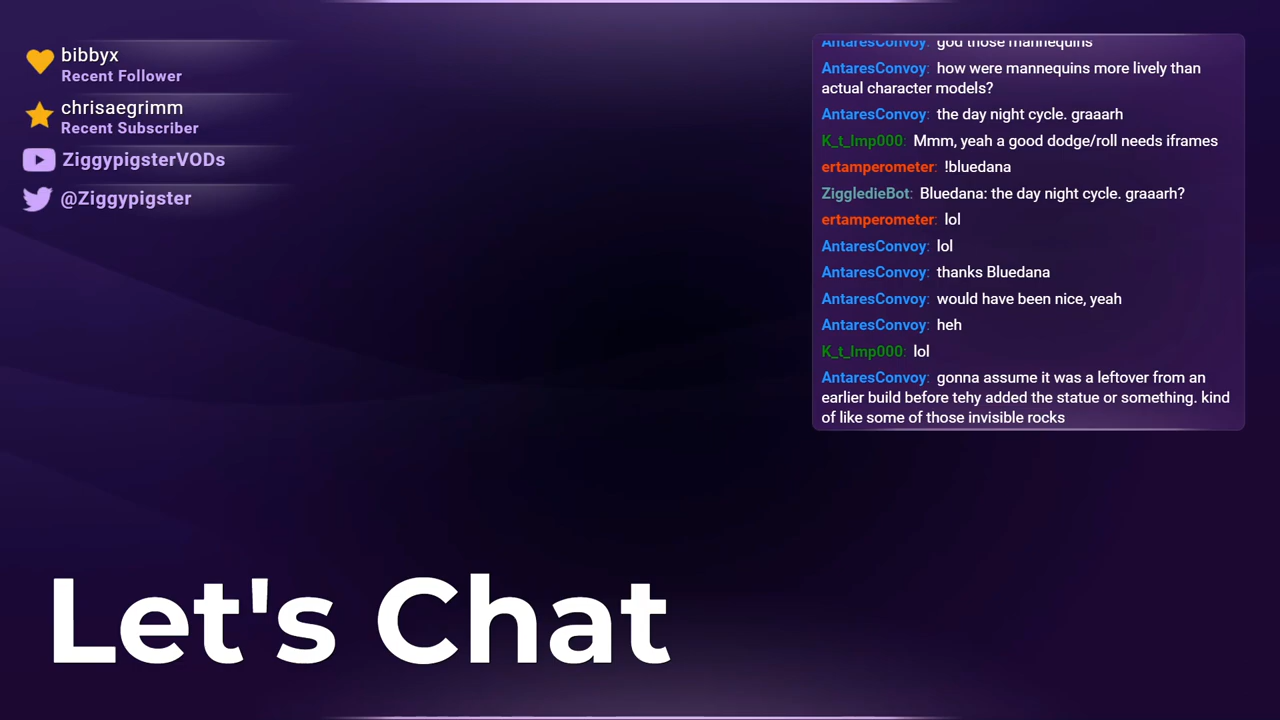 bibbyx
Recent Follower
chrisaegrimm
Recent Subscriber
ZiggypigsterVODs
@Ziggypigster
AntaresConvoy: god those mannequins
AntaresConvoy: how were mannequins more lively than
actual character models?
AntaresConvoy: the day night cycle. graaarh
K_t_Imp000: Mmm, yeah a good dodge/roll needs iframes
ertamperometer: !bluedana
ZiggledieBot: Bluedana: the day night cycle. graaarh?
ertamperometer: lol
AntaresConvoy: lol
AntaresConvoy: thanks Bluedana
AntaresConvoy: would have been nice, yeah
AntaresConvoy: heh
K_t_Imp000: lol
AntaresConvoy: gonna assume it was a leftover from an
earlier build before tehy added the statue or something. kind
of like some of those invisible rocks
Let's Chat